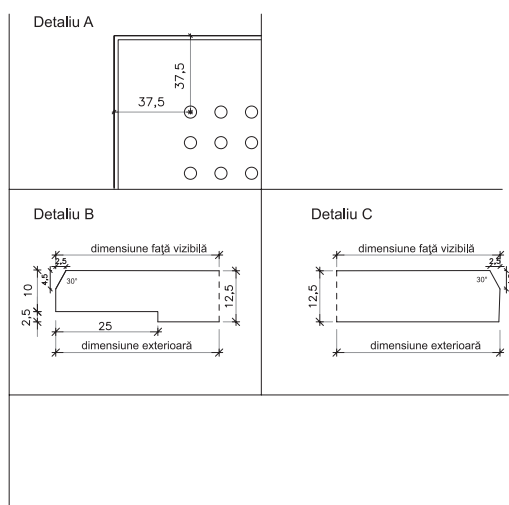 Detaliu A
37,5
37,5
Detaliu B
Detaliu C
dimensiune față vizibilă
2,5
4,5
30°
10
2,5
12,5
25
dimensiune exterioară
dimensiune față vizibilă
2,5
30°
12,5
dimensiune exterioară